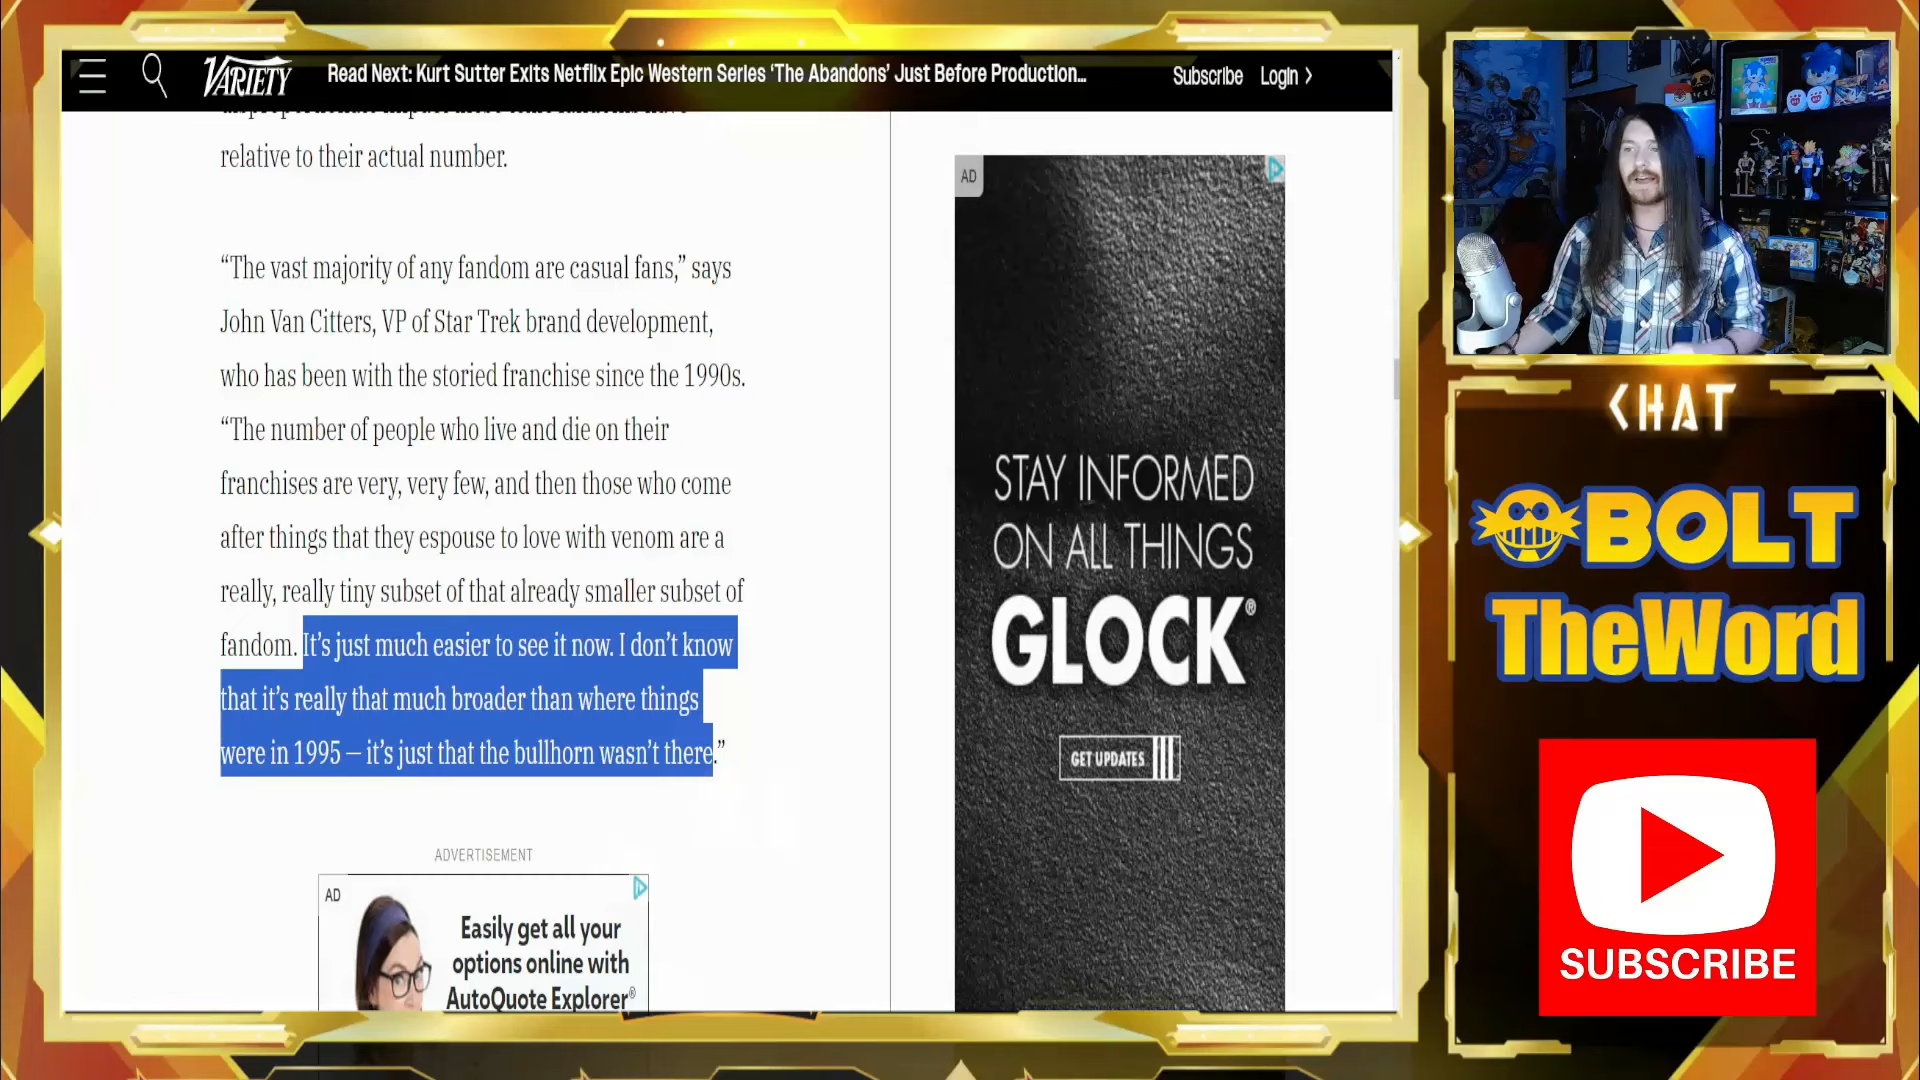 VARIETY
Read Next: Kurt Sutter Exits Netflix Epic Western Series ‘The Abandons’ Just Before Production...
Subscribe
Login
relative to their actual number.
“The vast majority of any fandom are casual fans,” says
John Van Citters, VP of Star Trek brand development,
who has been with the storied franchise since the 1990s.
“The number of people who live and die on their
franchises are very, very few, and then those who come
after things that they espouse to love with venom are a
really, really tiny subset of that already smaller subset of
fandom. It’s just much easier to see it now. I don’t know
that it’s really that much broader than where things
were in 1995 – it’s just that the bullhorn wasn’t there.”
ADVERTISEMENT
AD
Easily get all your
options online with
AutoQuote Explorer®
AD
STAY INFORMED
ON ALL THINGS
GLOCK®
GET UPDATES
CHAT
BOLT
TheWord
SUBSCRIBE